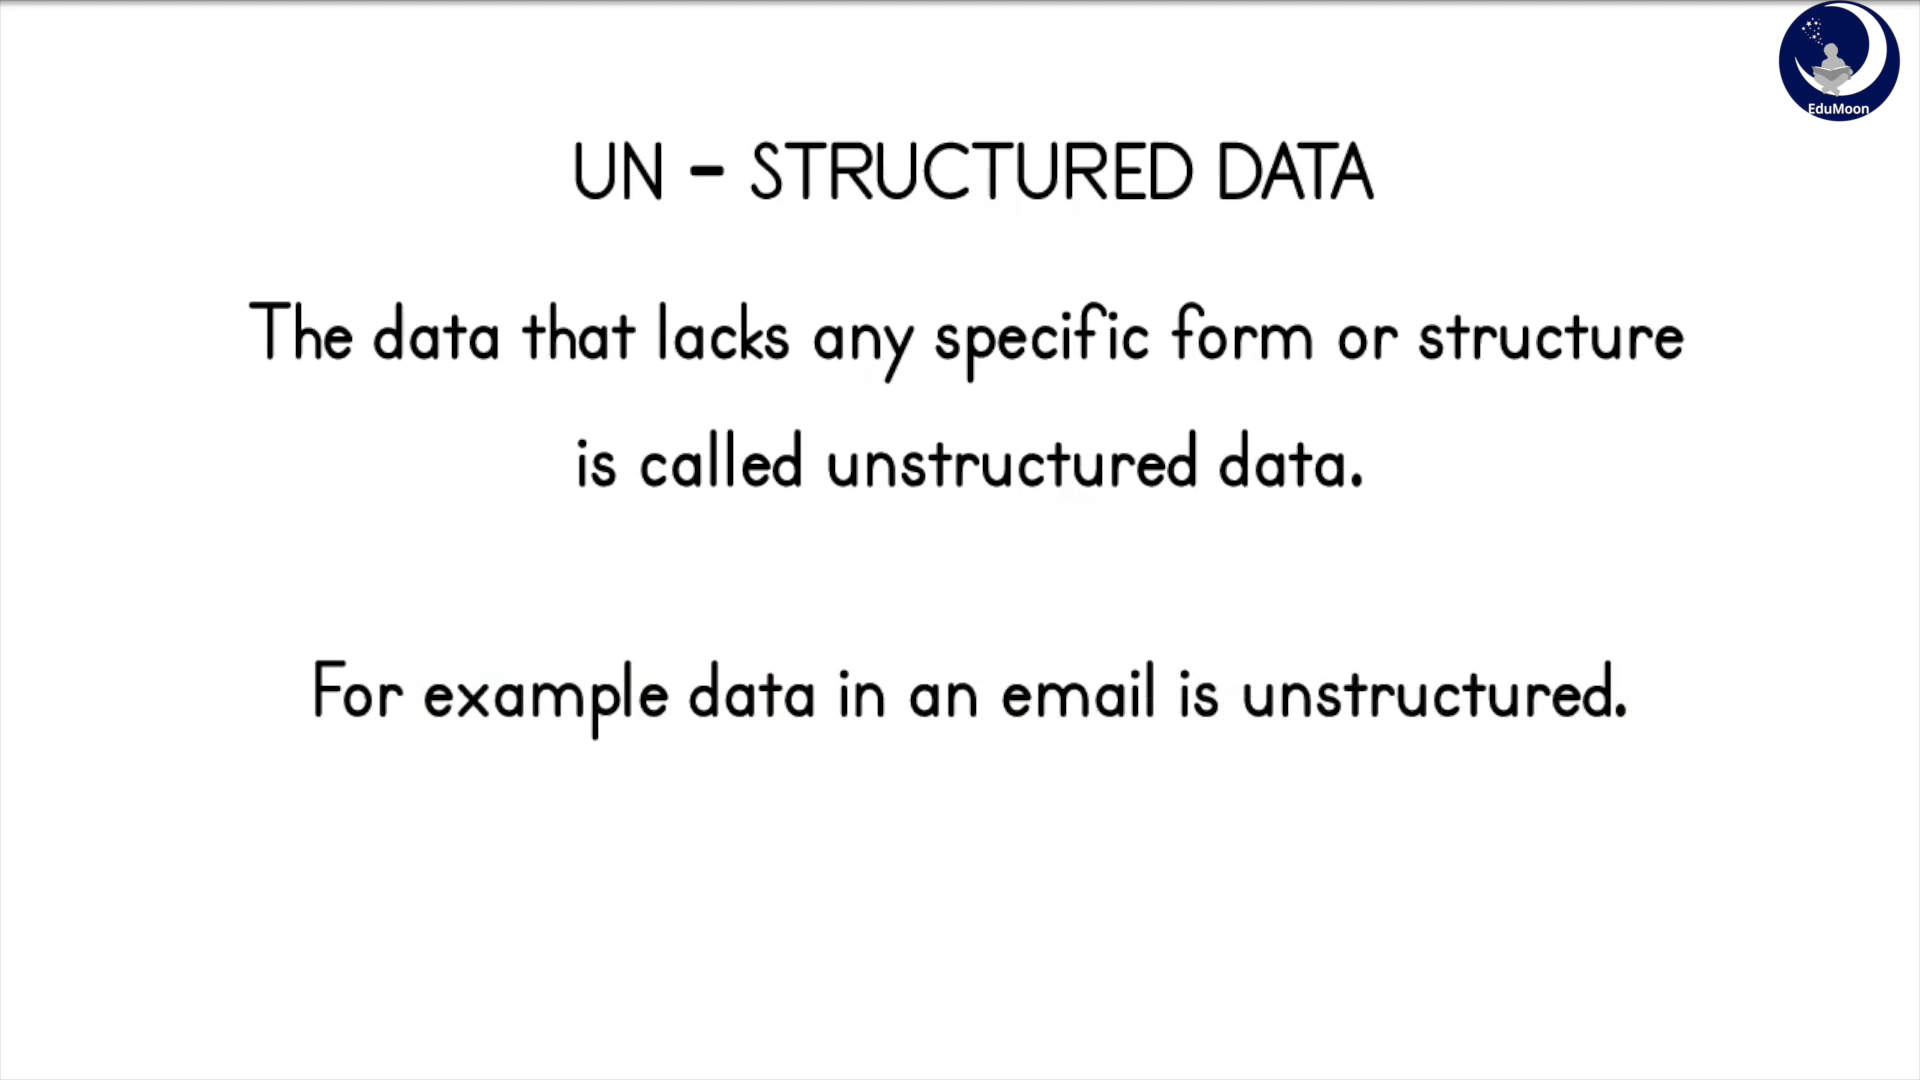 EduMoon
UN - STRUCTURED DATA
The data that lacks any specific form or structure
is called unstructured data.
For example data in an email is unstructured.